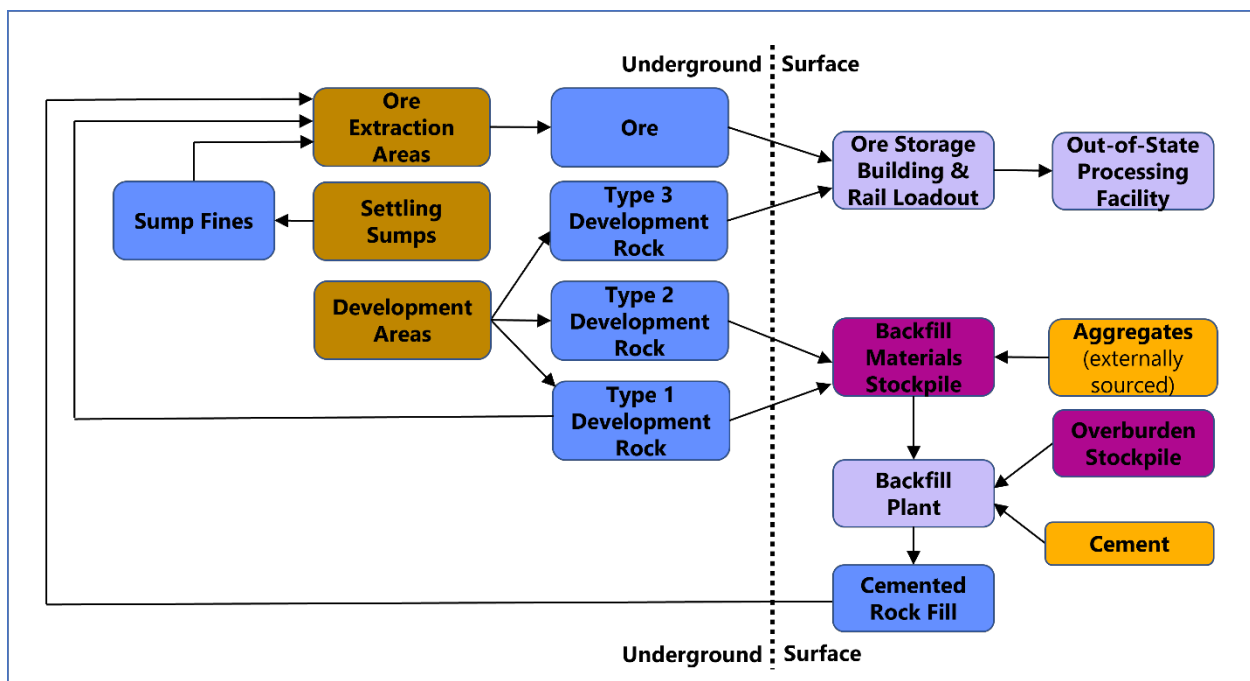 Underground Surface
Ore
Extraction
Areas
Ore
Ore Storage
Building &
Rail Loadout
Out-of-State
Processing
Facility
Sump Fines
Settling
Sumps
Type 3
Development
Rock
Development
Areas
Type 2
Development
Rock
Backfill
Materials
Stockpile
Aggregates
(externally
sourced)
Type 1
Development
Rock
Overburden
Stockpile
Backfill
Plant
Cement
Cemented
Rock Fill
Underground Surface